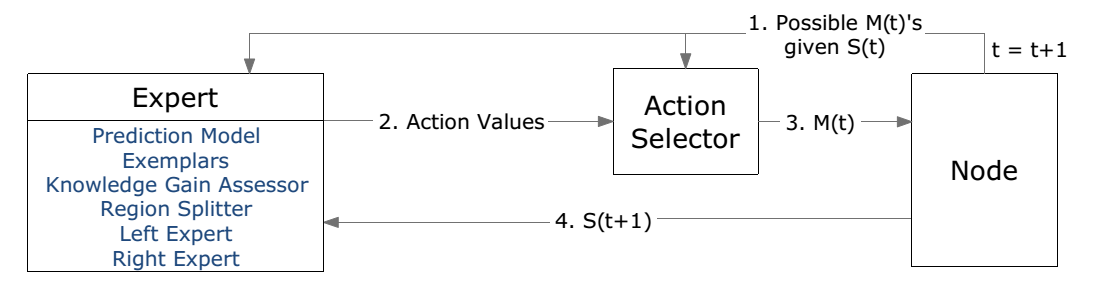 1. Possible M(t)'s
given S(t)
t = t+1
Expert
Prediction Model
Exemplars
Knowledge Gain Assessor
Region Splitter
Left Expert
Right Expert
2. Action Values
Action
Selector
3. M(t)
Node
4. S(t+1)